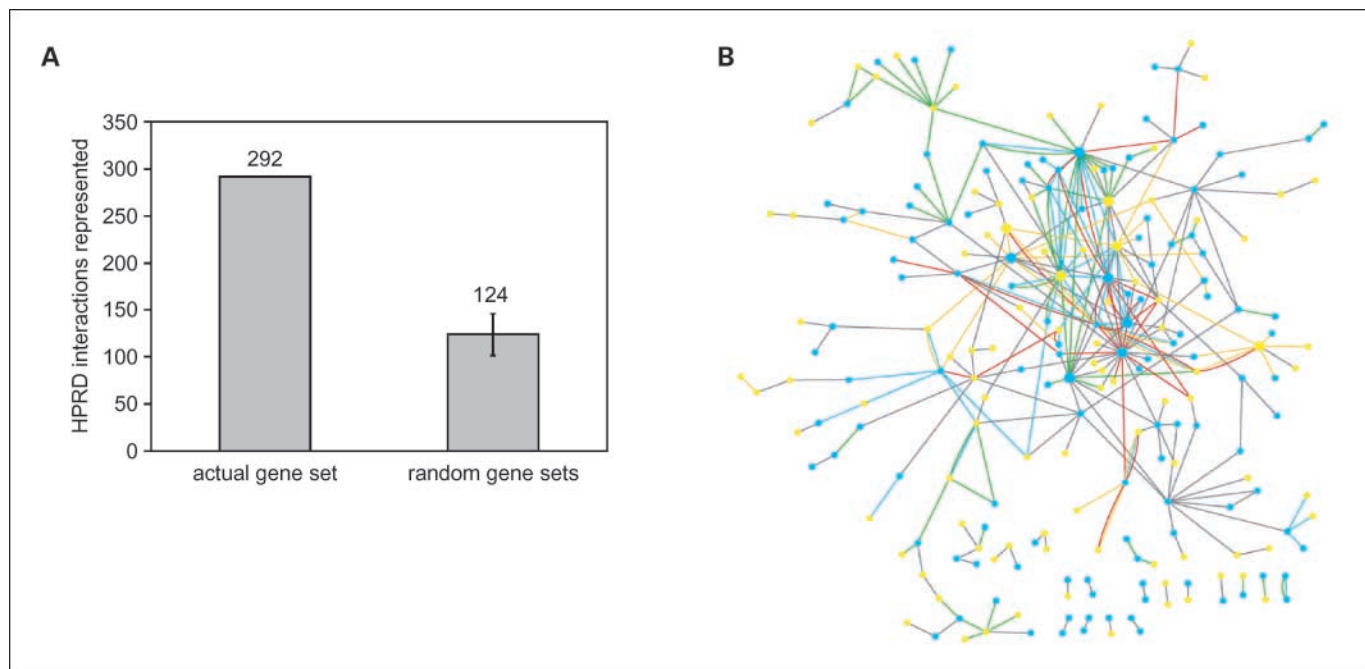 A
HPRD interactions represented
350
300
250
200
150
100
50
0
292
124
actual gene set
random gene sets
B